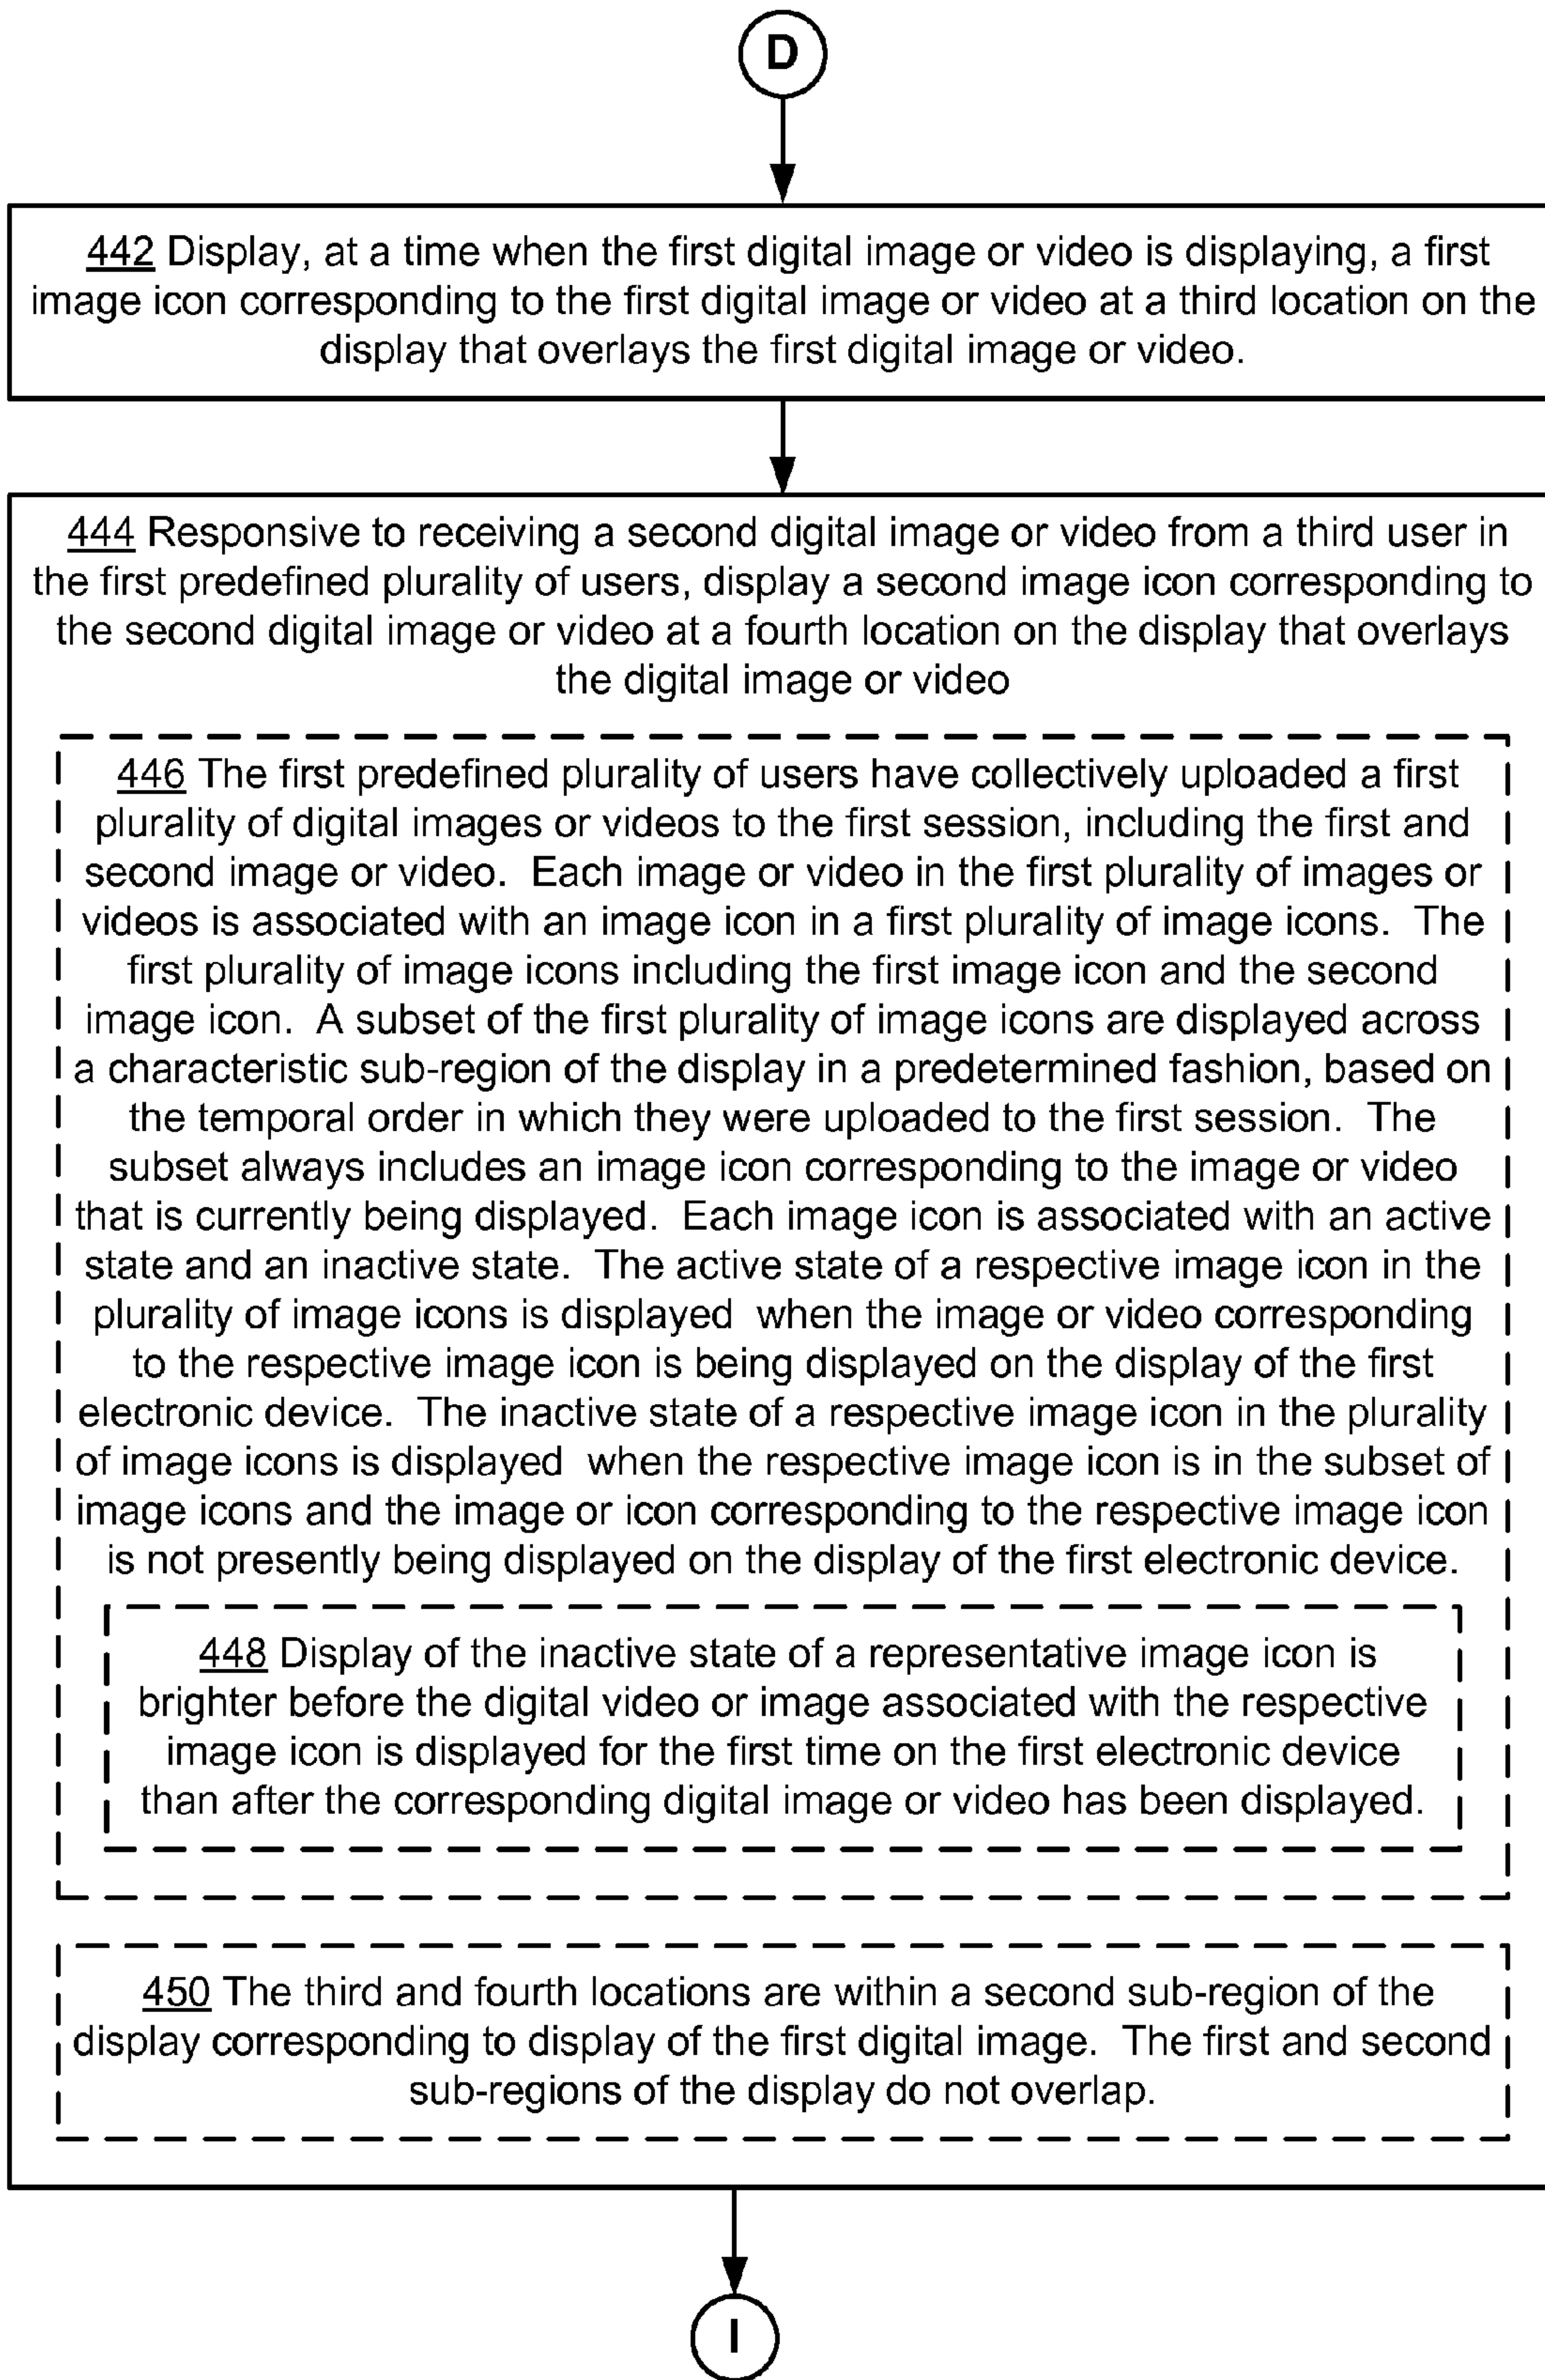 D
442 Display, at a time when the first digital image or video is displaying, a first
image icon corresponding to the first digital image or video at a third location on the
display that overlays the first digital image or video.
444 Responsive to receiving a second digital image or video from a third user in
the first predefined plurality of users, display a second image icon corresponding to
the second digital image or video at a fourth location on the display that overlays
the digital image or video
446 The first predefined plurality of users have collectively uploaded a first
plurality of digital images or videos to the first session, including the first and
second image or video.  Each image or video in the first plurality of images or
videos is associated with an image icon in a first plurality of image icons.  The
first plurality of image icons including the first image icon and the second
image icon.  A subset of the first plurality of image icons are displayed across
a characteristic sub-region of the display in a predetermined fashion, based on
the temporal order in which they were uploaded to the first session.  The
subset always includes an image icon corresponding to the image or video
that is currently being displayed.  Each image icon is associated with an active
state and an inactive state.  The active state of a respective image icon in the
plurality of image icons is displayed  when the image or video corresponding
to the respective image icon is being displayed on the display of the first
electronic device.  The inactive state of a respective image icon in the plurality
of image icons is displayed  when the respective image icon is in the subset of
image icons and the image or icon corresponding to the respective image icon
is not presently being displayed on the display of the first electronic device.
448 Display of the inactive state of a representative image icon is
brighter before the digital video or image associated with the respective
image icon is displayed for the first time on the first electronic device
than after the corresponding digital image or video has been displayed.
450 The third and fourth locations are within a second sub-region of the
display corresponding to display of the first digital image.  The first and second
sub-regions of the display do not overlap.
I